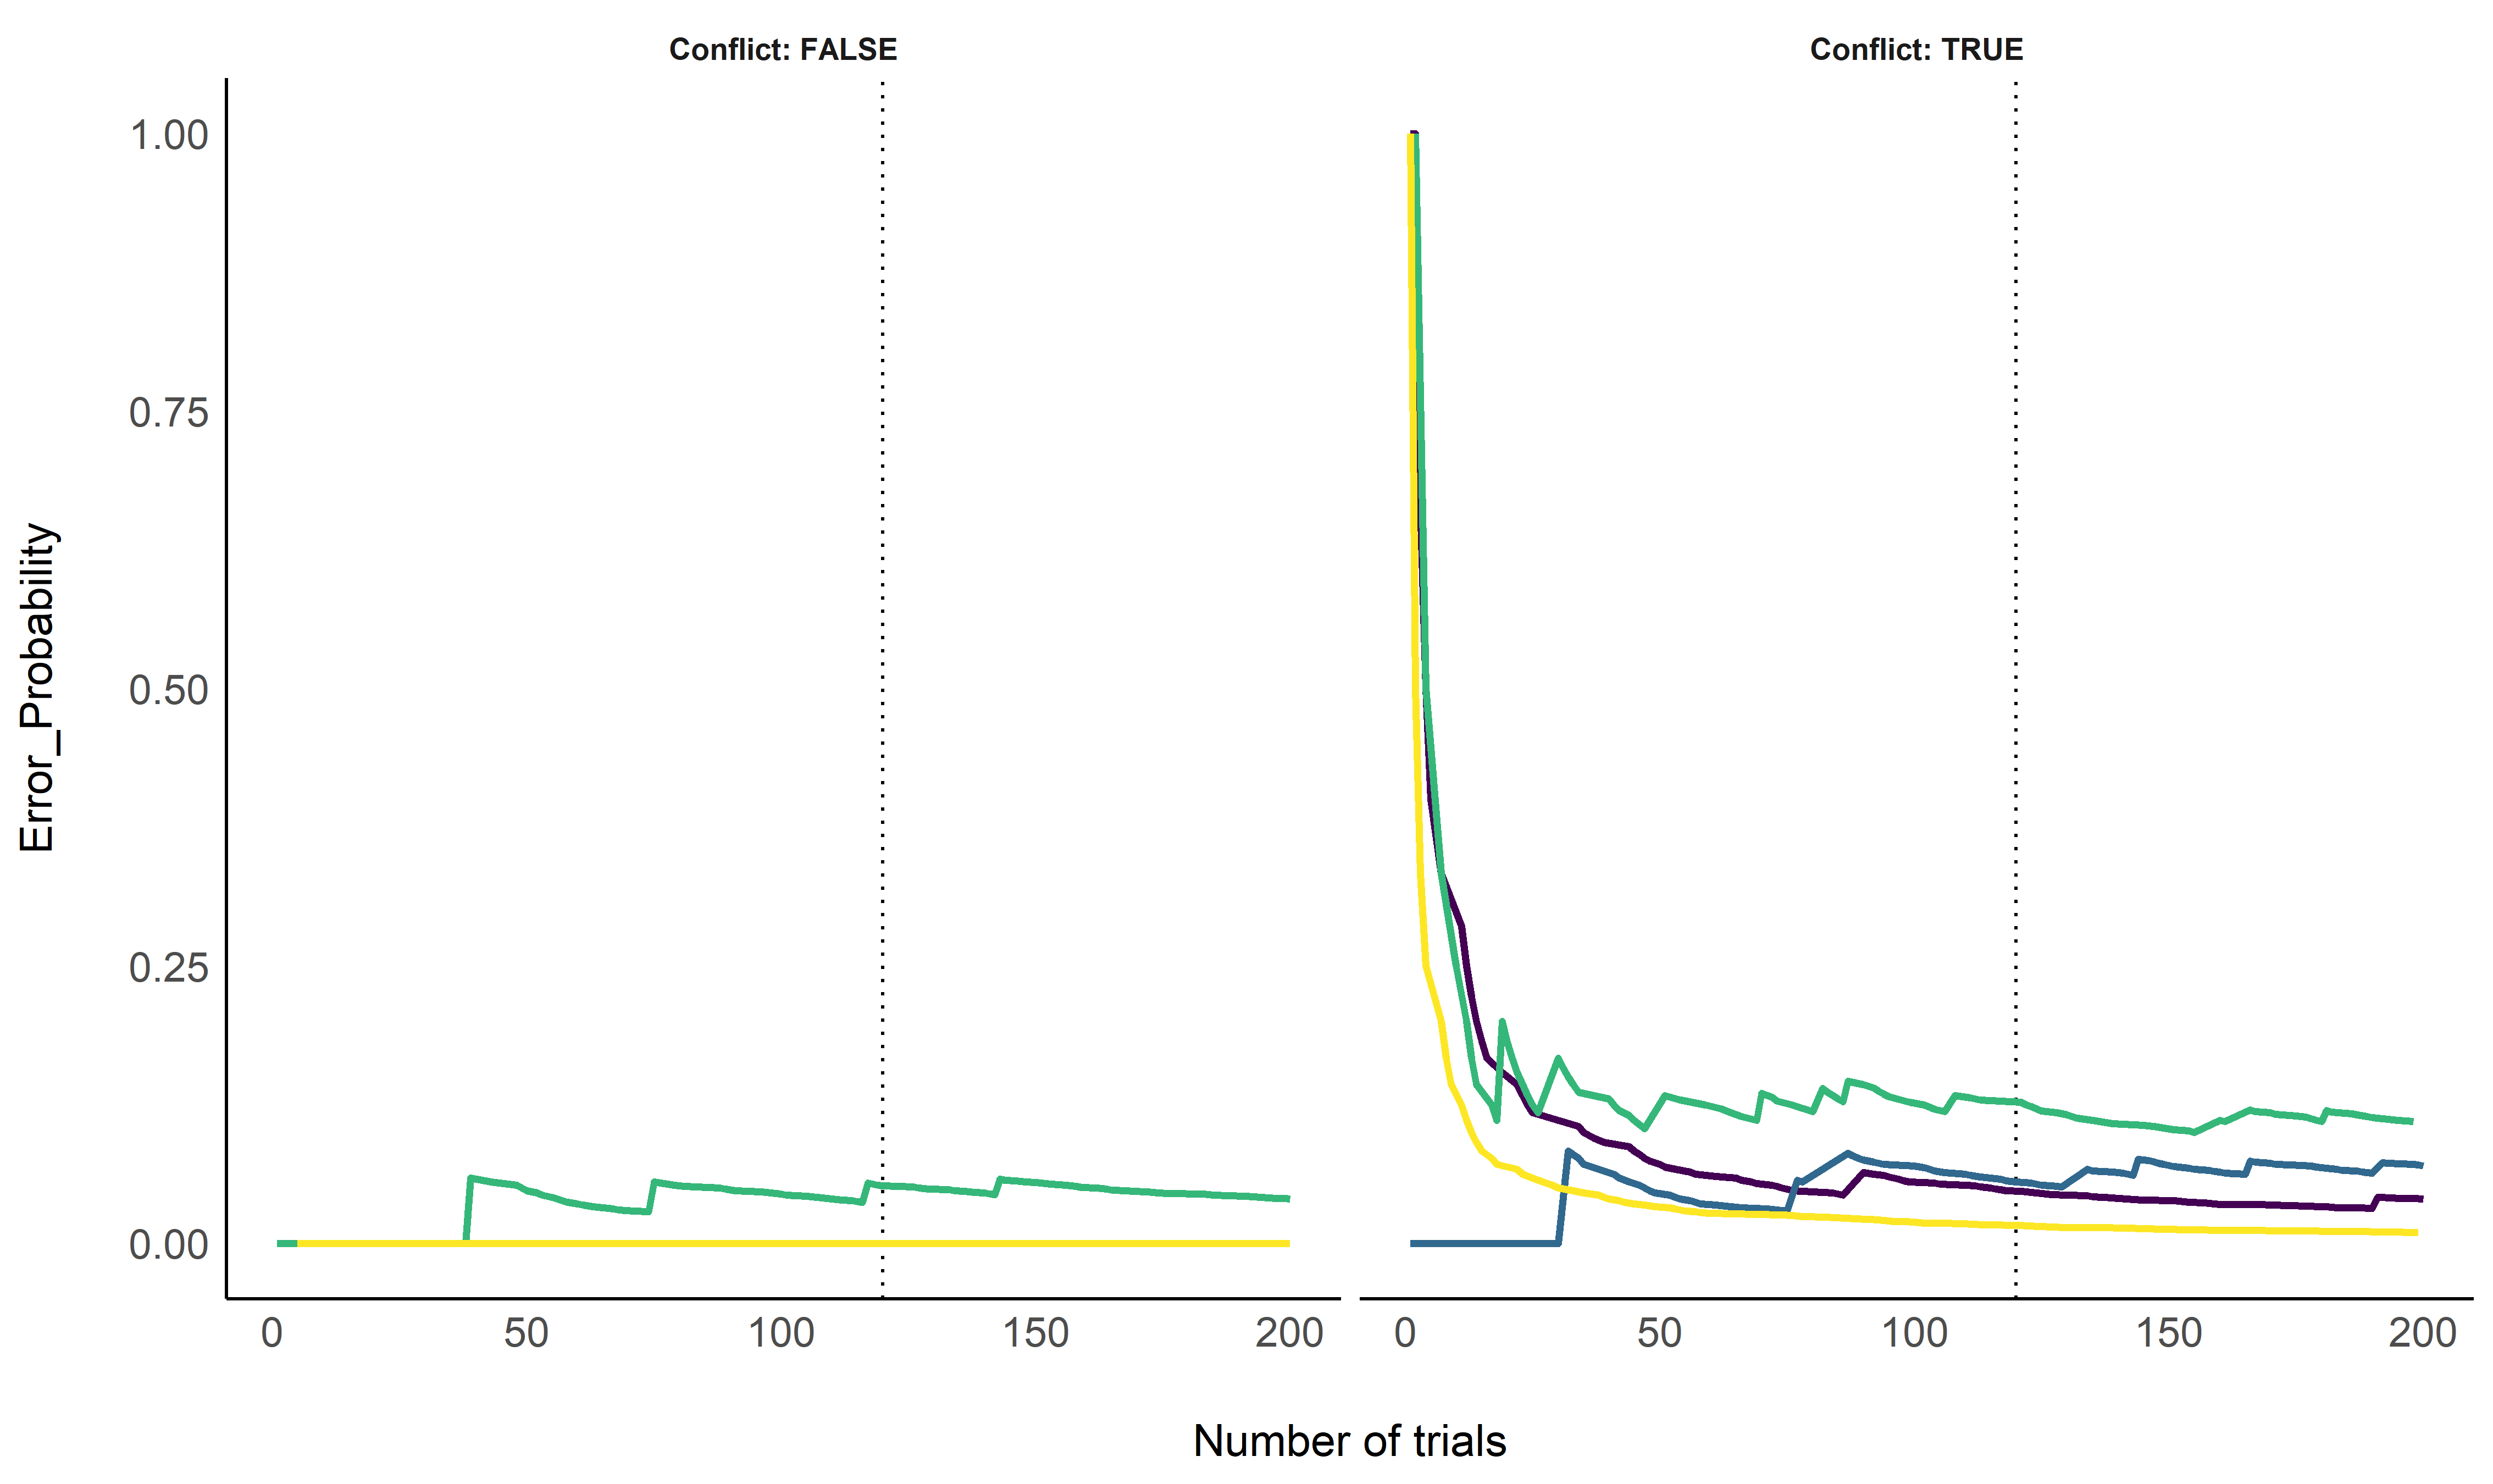 Conflict: FALSE
Conflict: TRUE
Error_Probability
1.00
0.75
0.50
0.25
0.00
0 50 100 150 200
0 50 100 150 200
Number of trials